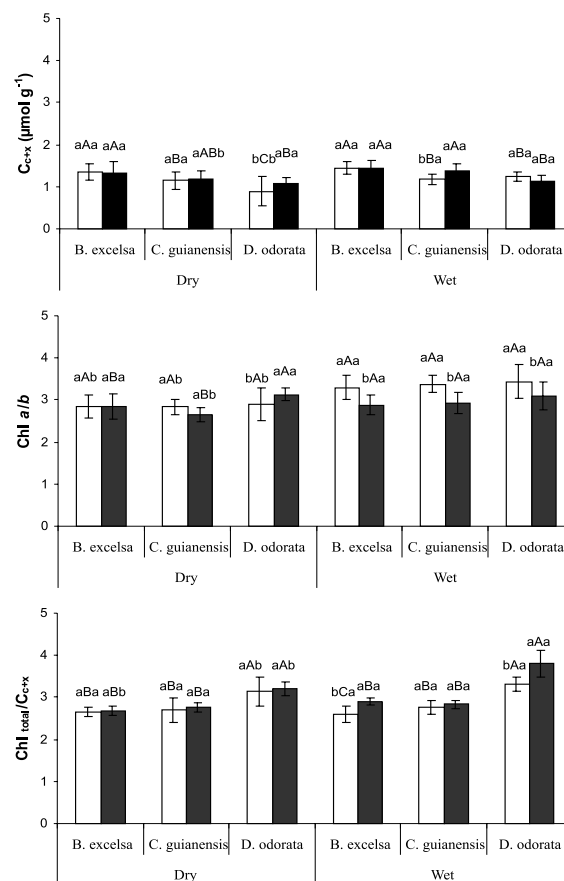 5
4
3
2
1
0
Cc+x (µmol g-1)
aAa aAa aBa aABb bCb aBa aAa aAa bBa aAa aBa aBa
B. excelsa C. guianensis D. odorata B. excelsa C. guianensis D. odorata
Dry Wet
5
4
3
2
1
0
Chl a/b
aAb aBa aAb aBb bAb aAa aAa bAa aAa bAa aAa bAa
B. excelsa C. guianensis D. odorata B. excelsa C. guianensis D. odorata
Dry Wet
5
4
3
2
1
0
Chl total/Cc+x
aBa aBb aBa aBa aAb aAb bCa aBa aBa aBa bAa aAa
B. excelsa C. guianensis D. odorata B. excelsa C. guianensis D. odorata
Dry Wet